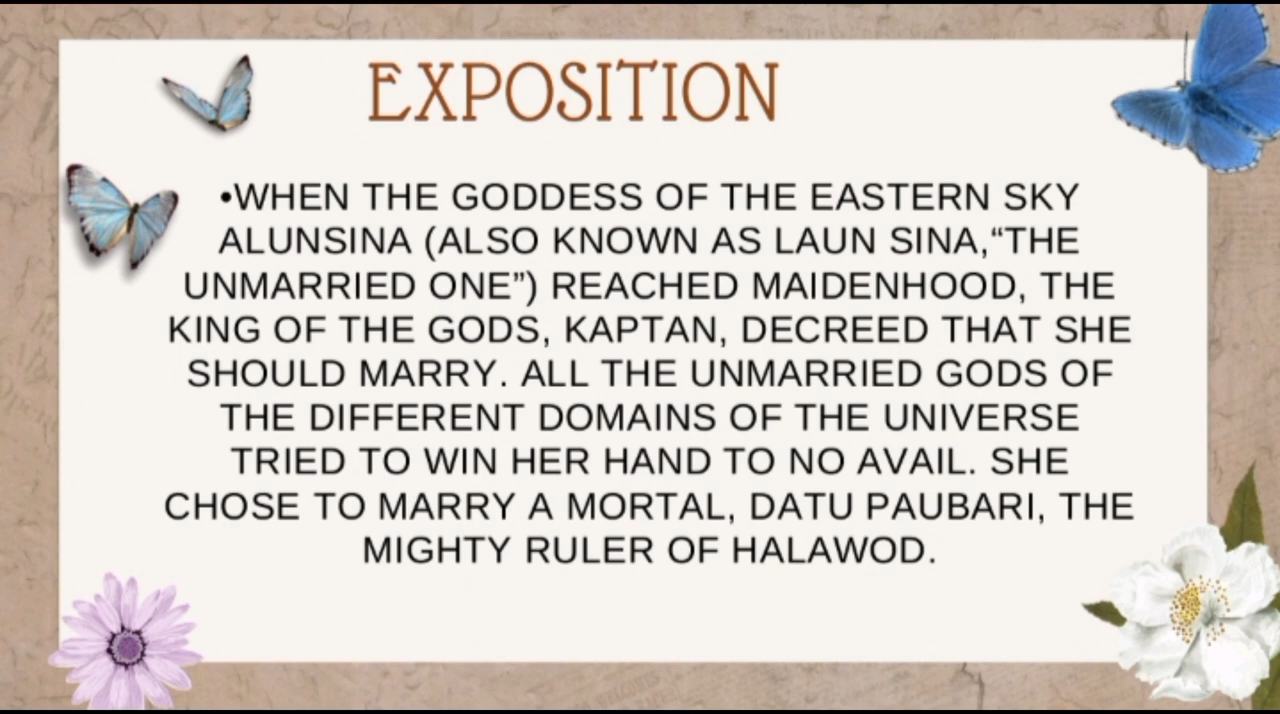 EXPOSITION
•WHEN THE GODDESS OF THE EASTERN SKY
ALUNSINA (ALSO KNOWN AS LAUN SINA,“THE
UNMARRIED ONE”) REACHED MAIDENHOOD, THE
KING OF THE GODS, KAPTAN, DECREED THAT SHE
SHOULD MARRY. ALL THE UNMARRIED GODS OF
THE DIFFERENT DOMAINS OF THE UNIVERSE
TRIED TO WIN HER HAND TO NO AVAIL. SHE
CHOSE TO MARRY A MORTAL, DATU PAUBARI, THE
MIGHTY RULER OF HALAWOD.